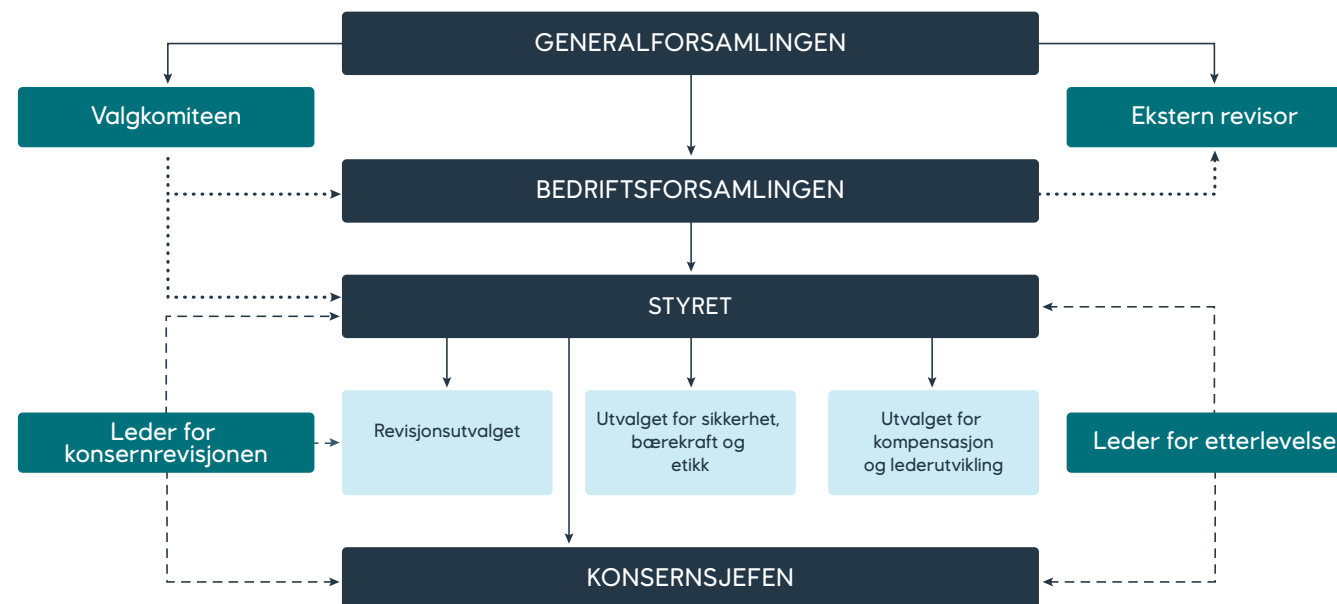 GENERALFORSAMLINGEN
Valgkomiteen
Ekstern revisor
BEDRIFTSFORSAMLINGEN
STYRET
Leder for
konsernrevisjonen
Revisjonsutvalget
Utvalget for sikkerhet,
bærekraft og
etikk
Utvalget for
kompensasjon
og lederutvikling
Leder for etterlevelse
KONSERNSJEFEN